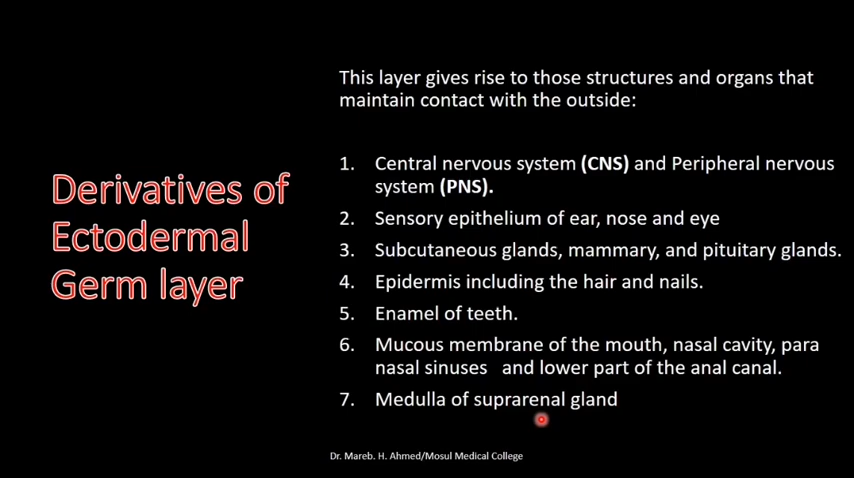 Derivatives of
Ectodermal
Germ layer
This layer gives rise to those structures and organs that
maintain contact with the outside:
1. Central nervous system (CNS) and Peripheral nervous
system (PNS).
2. Sensory epithelium of ear, nose and eye
3. Subcutaneous glands, mammary, and pituitary glands.
4. Epidermis including the hair and nails.
5. Enamel of teeth.
6. Mucous membrane of the mouth, nasal cavity, para
nasal sinuses and lower part of the anal canal.
7. Medulla of suprarenal gland
Dr. Mareb. H. Ahmed/Mosul Medical College